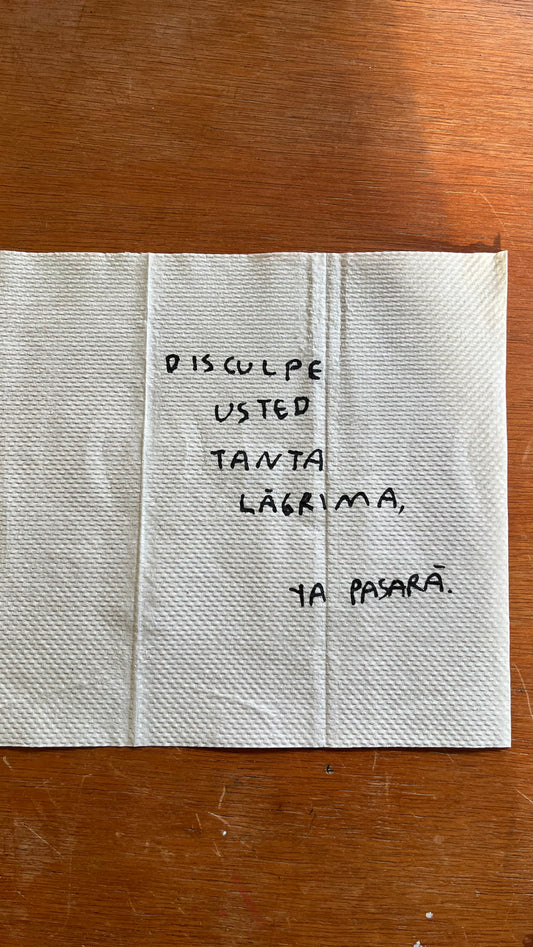 DISCULPE
USTED
TANTA
LÁGRIMA,
YA PASARÁ.